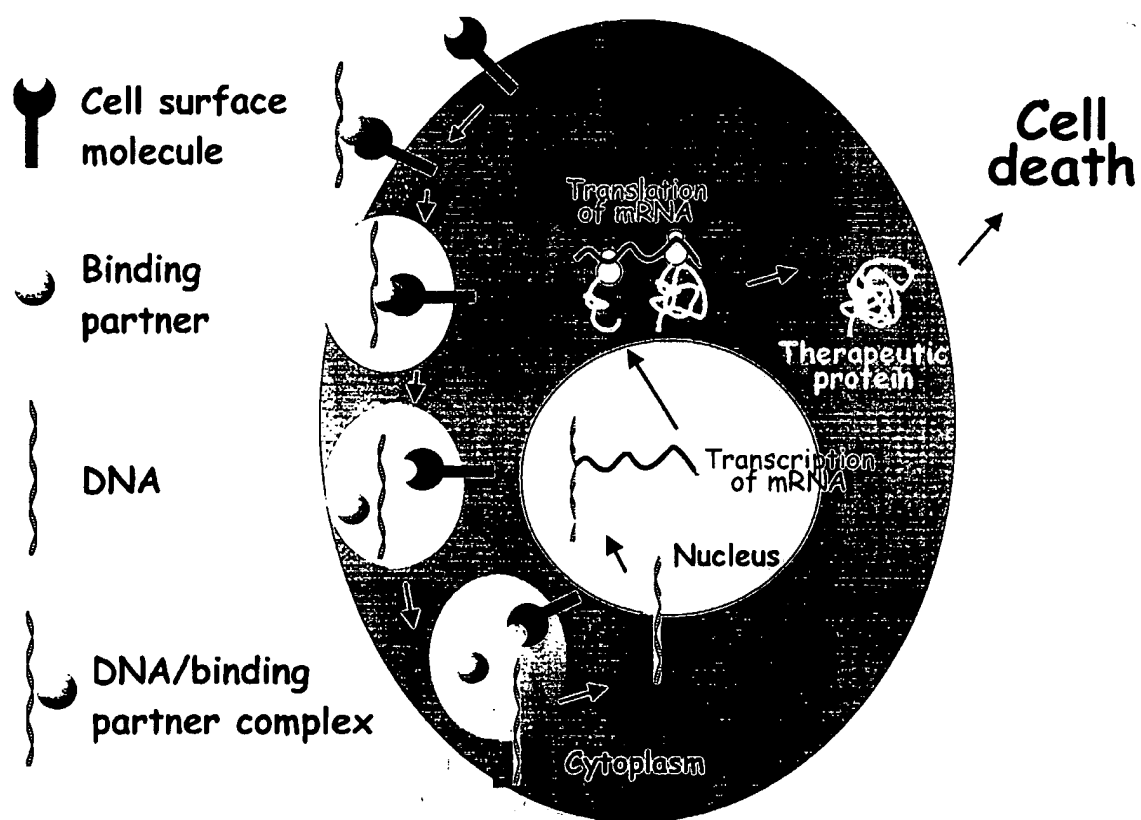 Cell surface
molecule
Binding
partner
DNA
DNA/binding
partner complex
Translation
of mRNA
Therapeutic
protein
Transcription
of mRNA
Nucleus
Cytoplasm
Cell
death